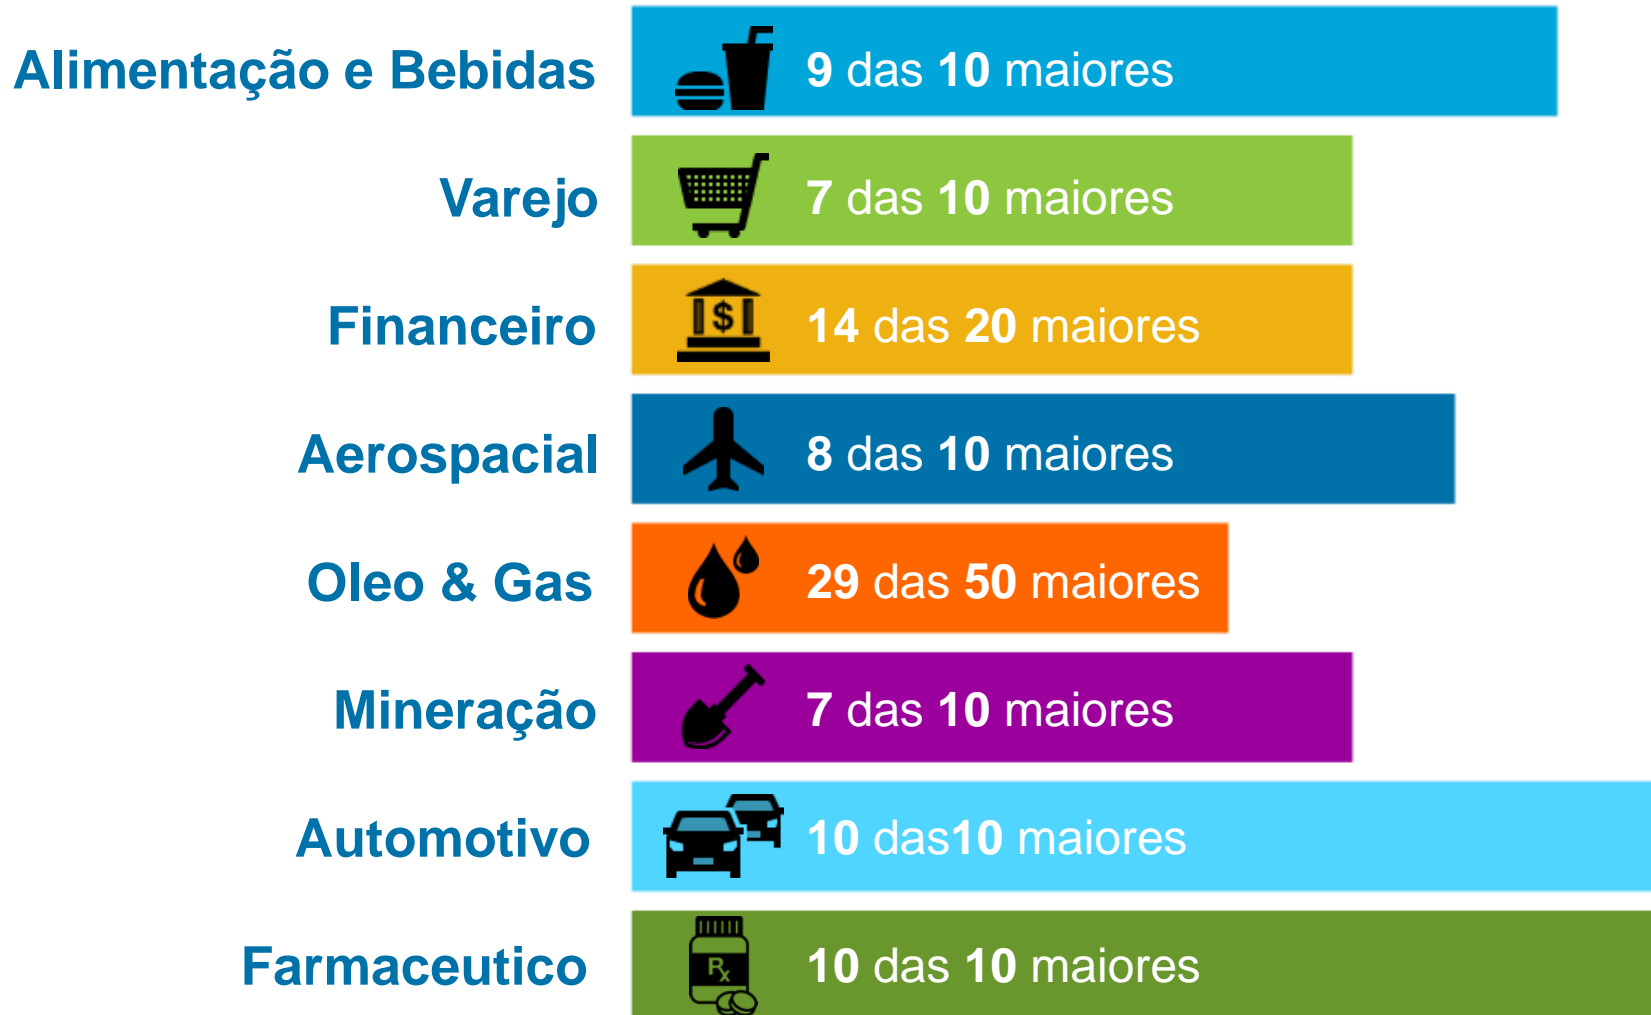 Alimentação e Bebidas 9 das 10 maiores
Varejo 7 das 10 maiores
Financeiro $ 14 das 20 maiores
Aerospacial 8 das 10 maiores
Oleo & Gas 29 das 50 maiores
Mineração 7 das 10 maiores
Automotivo 10 das10 maiores
Farmaceutico Rx 10 das 10 maiores